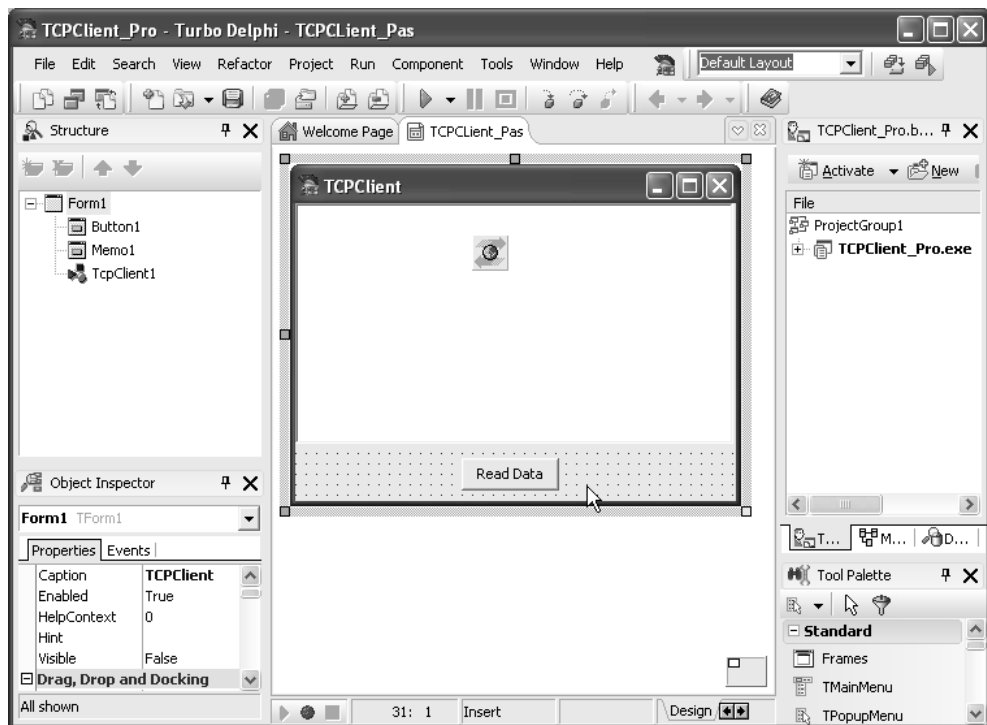 TCPClient_Pro - Turbo Delphi - TCPCLient_Pas
File Edit Search View Refactor Project Run Component Tools Window Help Default Layout
Structure
Form1
Button1
Memo1
TcpClient1
Welcome Page TCPCLient_Pas
TCPClient
Read Data
TCPClient_Pro.b...
Activate New
File
ProjectGroup1
TCPClient_Pro.exe
T... M... D...
Object Inspector
Form1 TForm1
Properties Events
Caption TCPClient
Enabled True
HelpContext 0
Hint
Visible False
Drag, Drop and Docking
All shown
31: 1 Insert Design
Tool Palette
Standard
Frames
TMainMenu
TPopupMenu